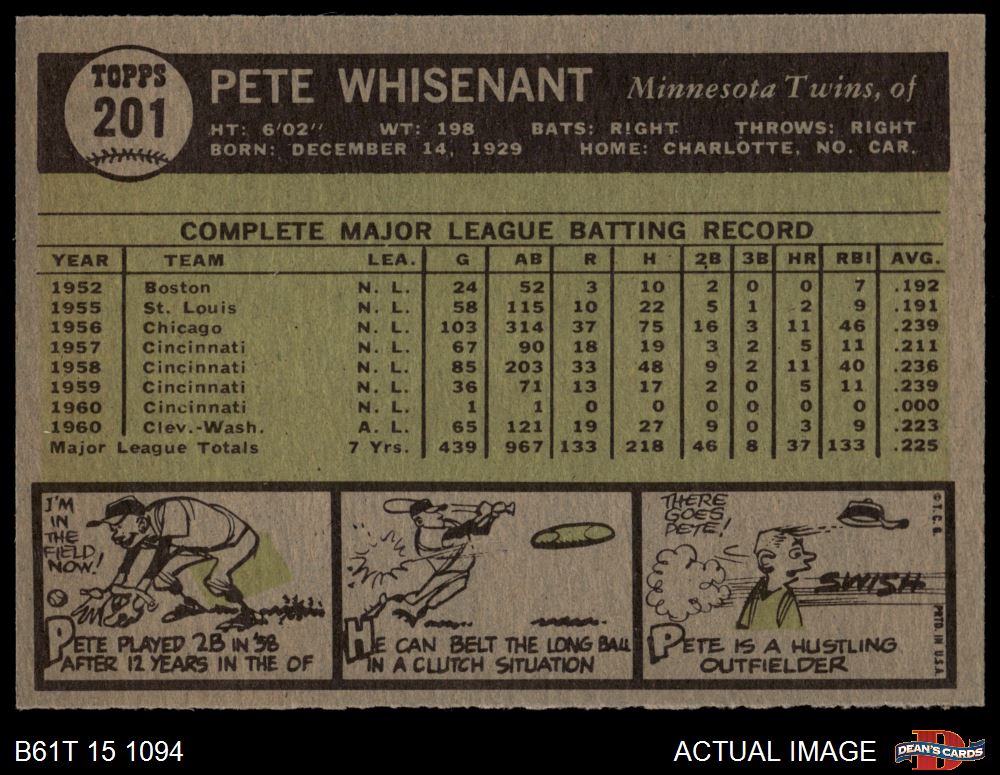 TOPPS
201
PETE WHISENANT Minnesota Twins, of
HT: 6'02" WT: 198 BATS: RIGHT THROWS: RIGHT
BORN: DECEMBER 14, 1929 HOME: CHARLOTTE, NO. CAR.
COMPLETE MAJOR LEAGUE BATTING RECORD
YEAR TEAM LEA. G AB R H 2B 3B HR RBI AVG.
1952 Boston N. L. 24 52 3 10 2 0 0 7 .192
1955 St. Louis N. L. 58 115 10 22 5 1 2 9 .191
1956 Chicago N. L. 103 314 37 75 16 3 11 46 .239
1957 Cincinnati N. L. 67 90 18 19 3 2 5 11 .211
1958 Cincinnati N. L. 85 203 33 48 9 2 11 40 .236
1959 Cincinnati N. L. 36 71 13 17 2 0 5 11 .239
1960 Cincinnati N. L. 1 1 0 0 0 0 0 0 .000
1960 Clev.-Wash. A. L. 65 121 19 27 9 0 3 9 .223
Major League Totals 7 Yrs. 439 967 133 218 46 8 37 133 .225
I'M
IN
THE
FIELD
NOW!
PETE PLAYED 2B IN '58
AFTER 12 YEARS IN THE OF
HE CAN BELT THE LONG BALL
IN A CLUTCH SITUATION
THERE
GOES
PETE!
SWISH
PETE IS A HUSTLING
OUTFIELDER
© T. C. G.
PRTD. IN U.S.A.
B61T 15 1094
ACTUAL IMAGE
DEAN'S CARDS